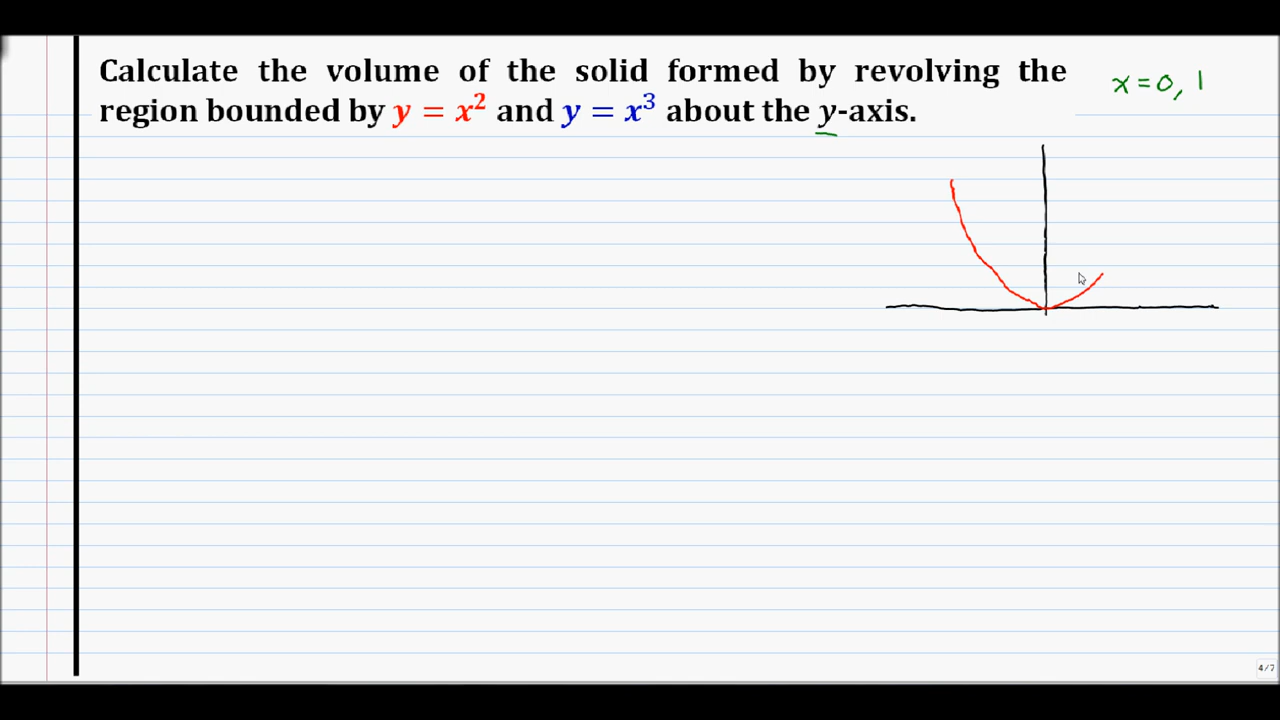 Calculate the volume of the solid formed by revolving the
region bounded by y = x² and y = x³ about the y-axis.
x = 0, 1
4/7